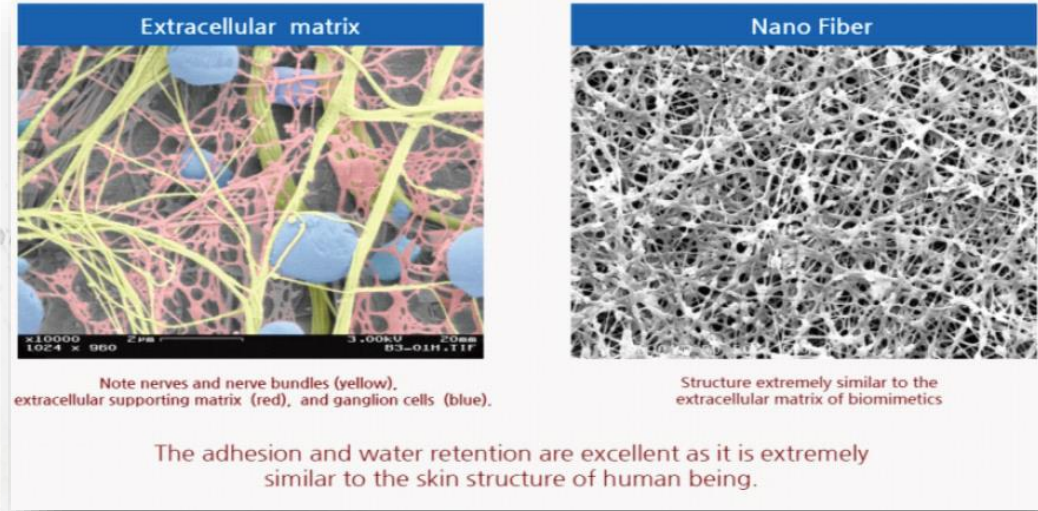 Extracellular matrix
Nano Fiber
x10000 2μm 3.00kV 20mm
1024 x 960 B3-01M.TIF
Note nerves and nerve bundles (yellow),
extracellular supporting matrix (red), and ganglion cells (blue).
Structure extremely similar to the
extracellular matrix of biomimetics
The adhesion and water retention are excellent as it is extremely
similar to the skin structure of human being.